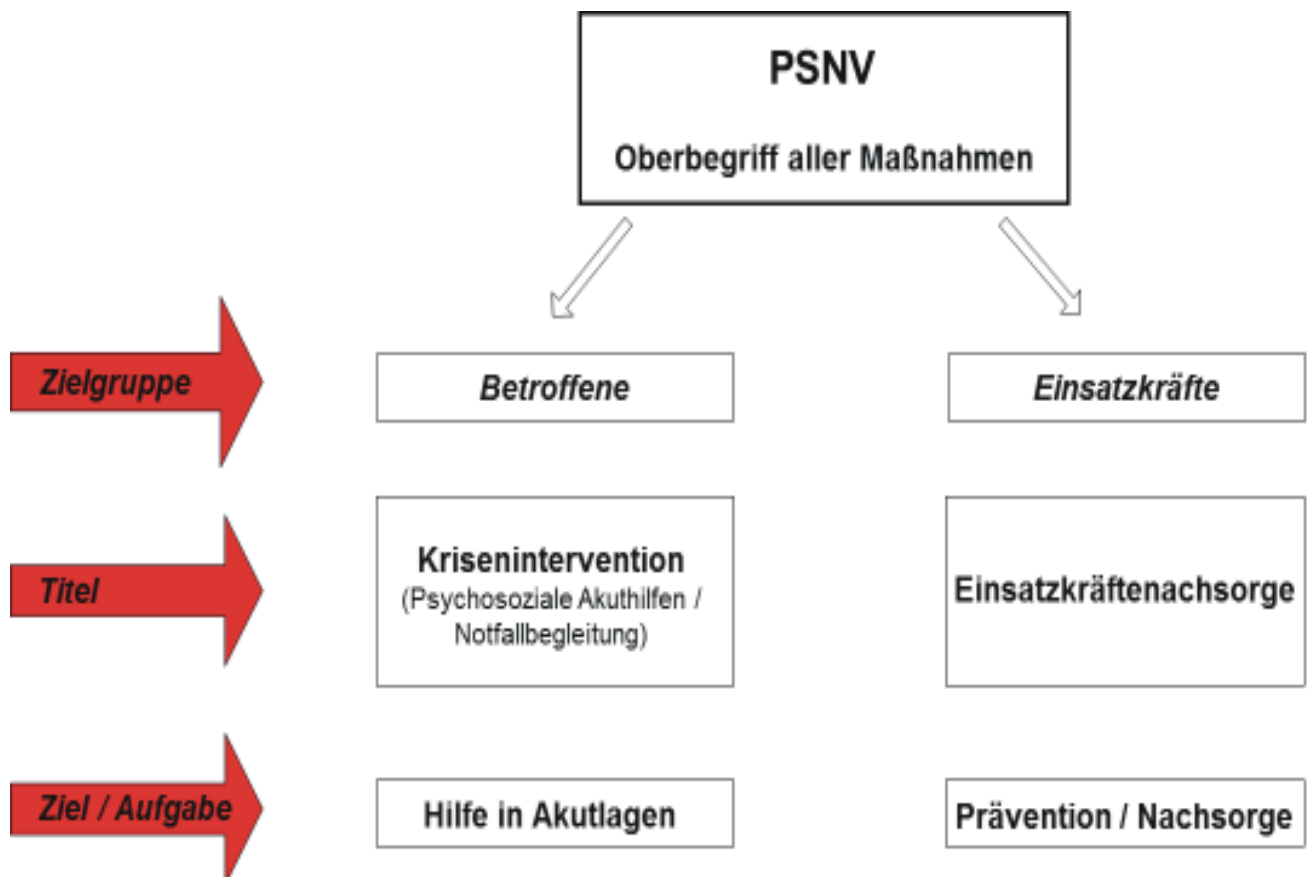 PSNV
Oberbegriff aller Maßnahmen
Zielgruppe
Betroffene
Einsatzkräfte
Titel
Krisenintervention
(Psychosoziale Akuthilfen /
Notfallbegleitung)
Einsatzkräftenachsorge
Ziel / Aufgabe
Hilfe in Akutlagen
Prävention / Nachsorge